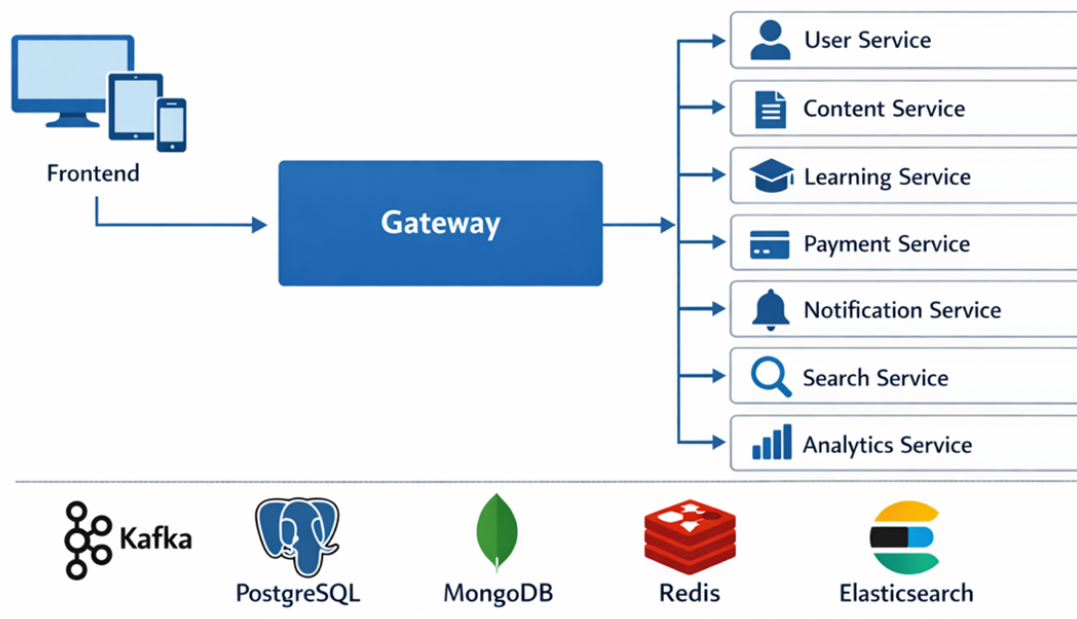 Frontend
Gateway
User Service
Content Service
Learning Service
Payment Service
Notification Service
Search Service
Analytics Service
Kafka
PostgreSQL
MongoDB
Redis
Elasticsearch